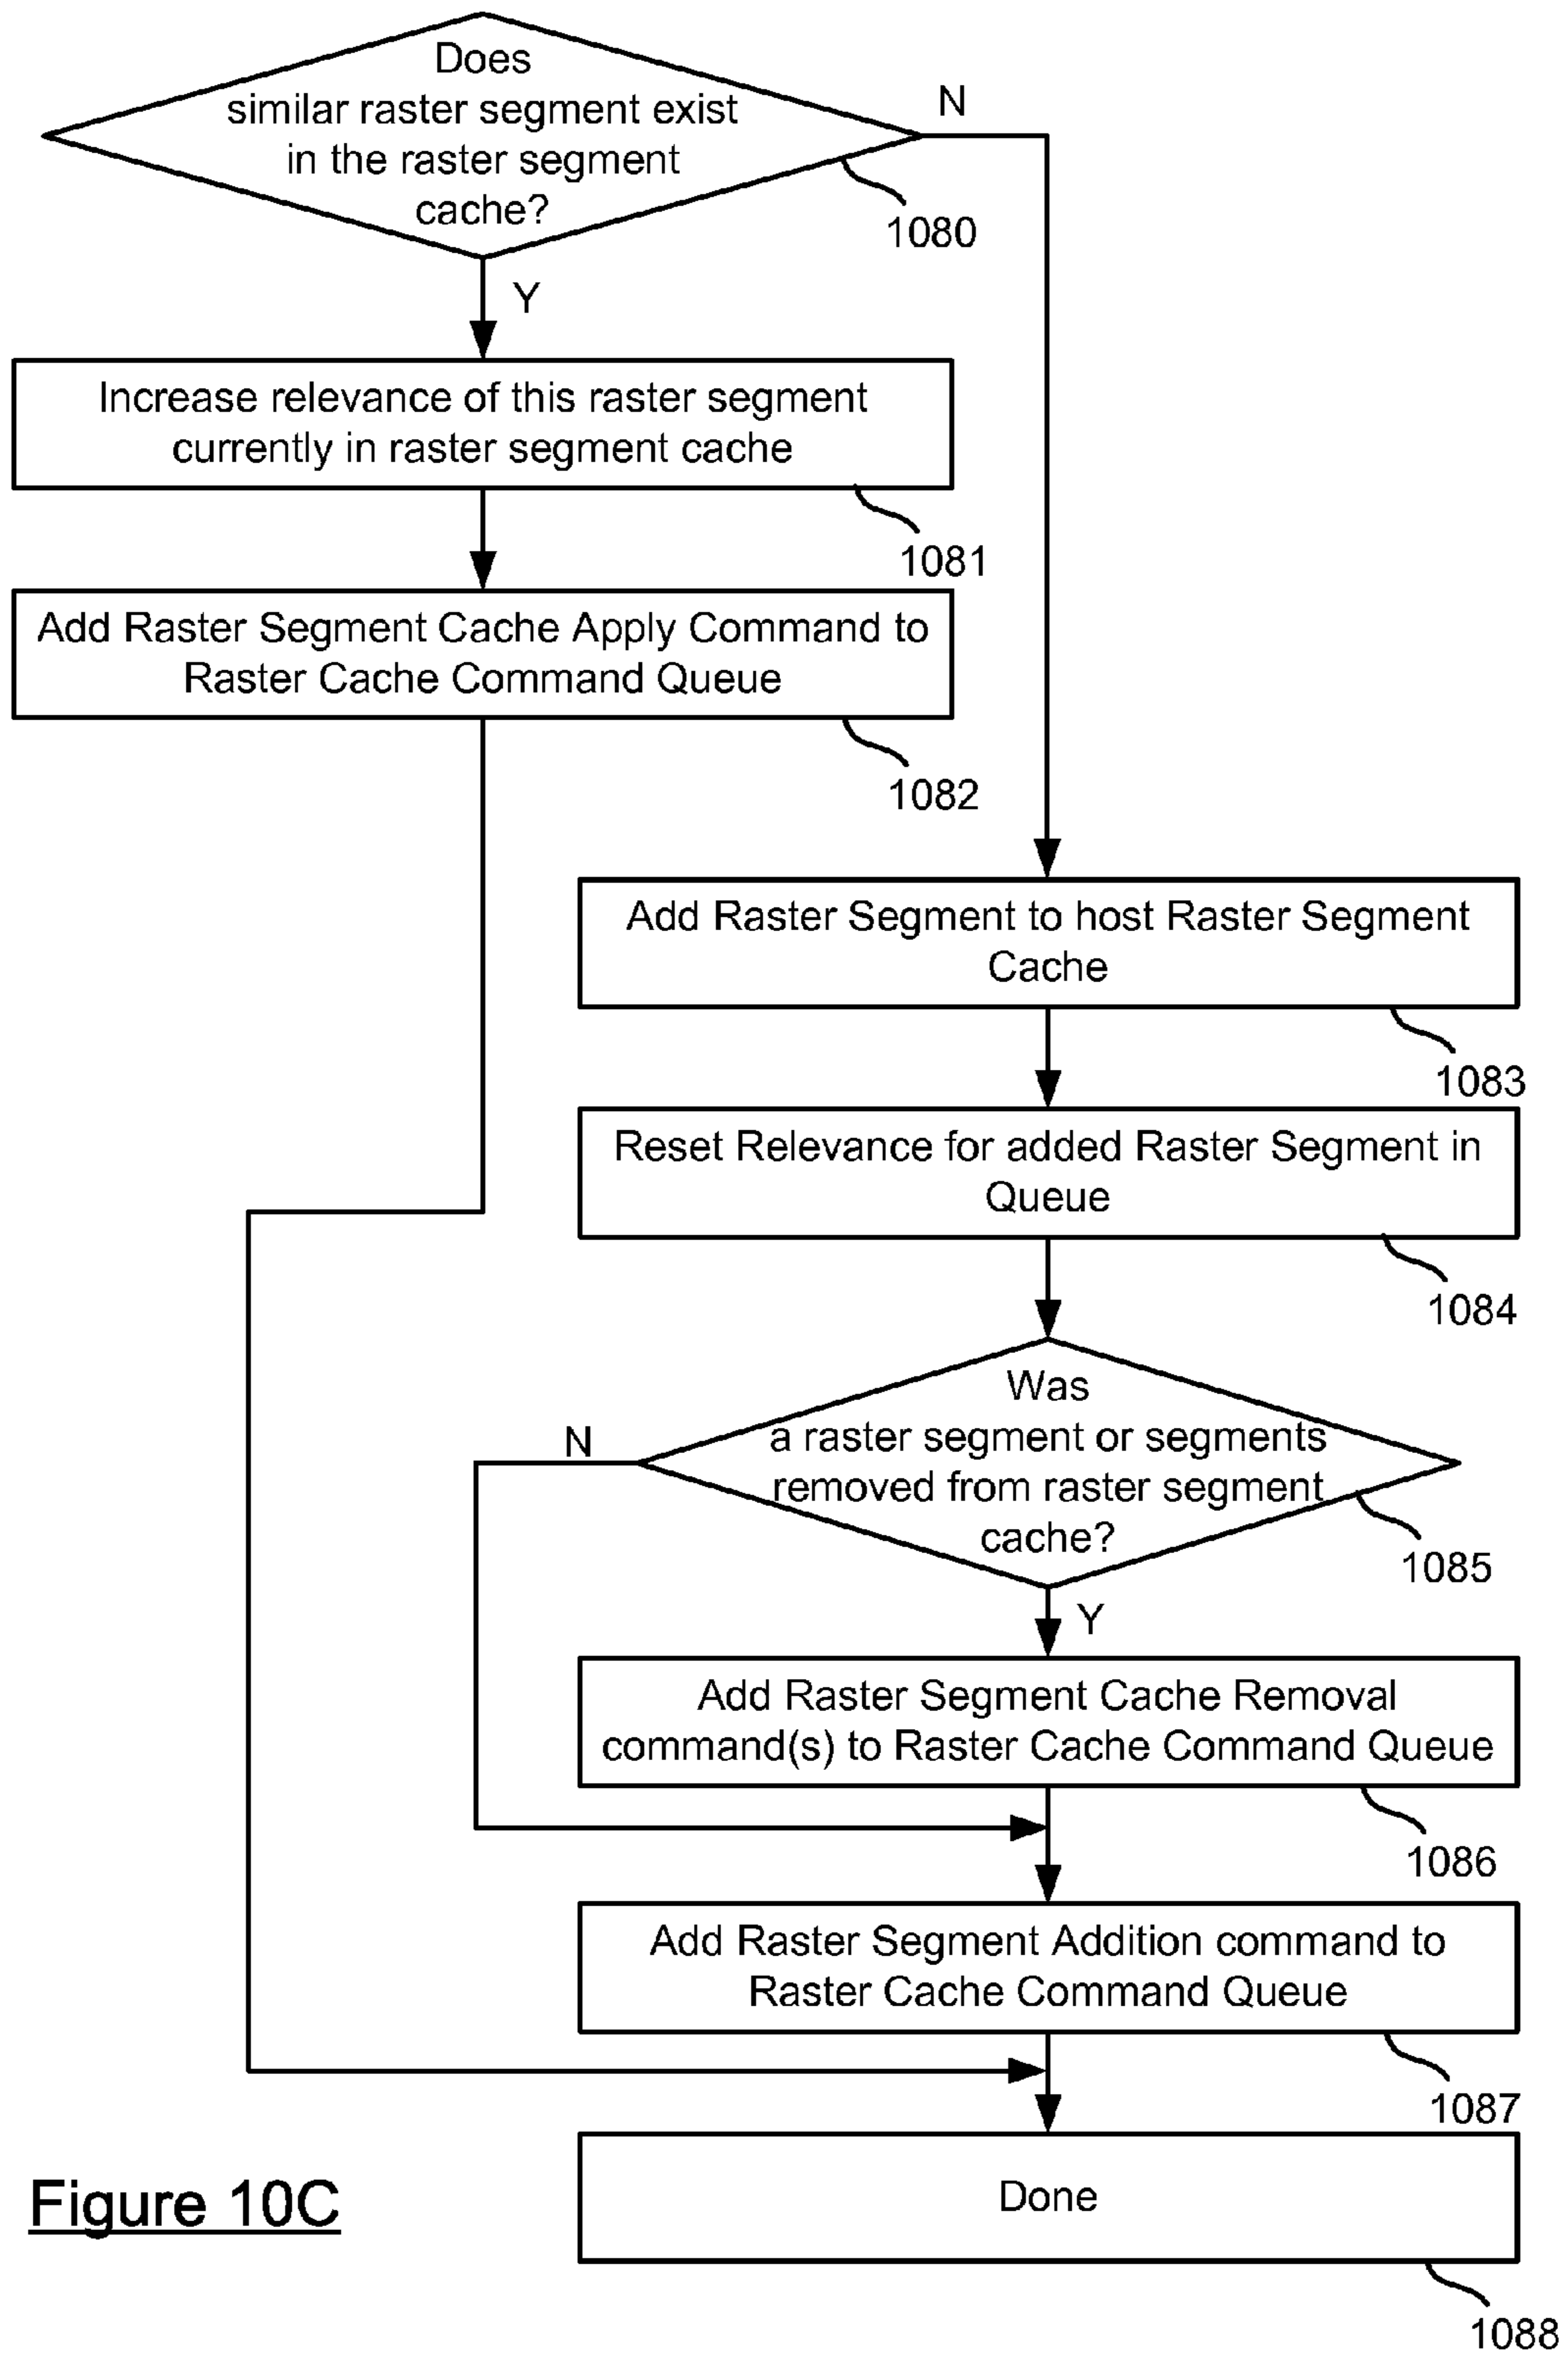 Does
similar raster segment exist
in the raster segment
cache?
N
1080
Y
Increase relevance of this raster segment
currently in raster segment cache
1081
Add Raster Segment Cache Apply Command to
Raster Cache Command Queue
1082
Add Raster Segment to host Raster Segment
Cache
1083
Reset Relevance for added Raster Segment in
Queue
1084
Was
a raster segment or segments
removed from raster segment
cache?
N
1085
Y
Add Raster Segment Cache Removal
command(s) to Raster Cache Command Queue
1086
Add Raster Segment Addition command to
Raster Cache Command Queue
1087
Done
1088
Figure 10C